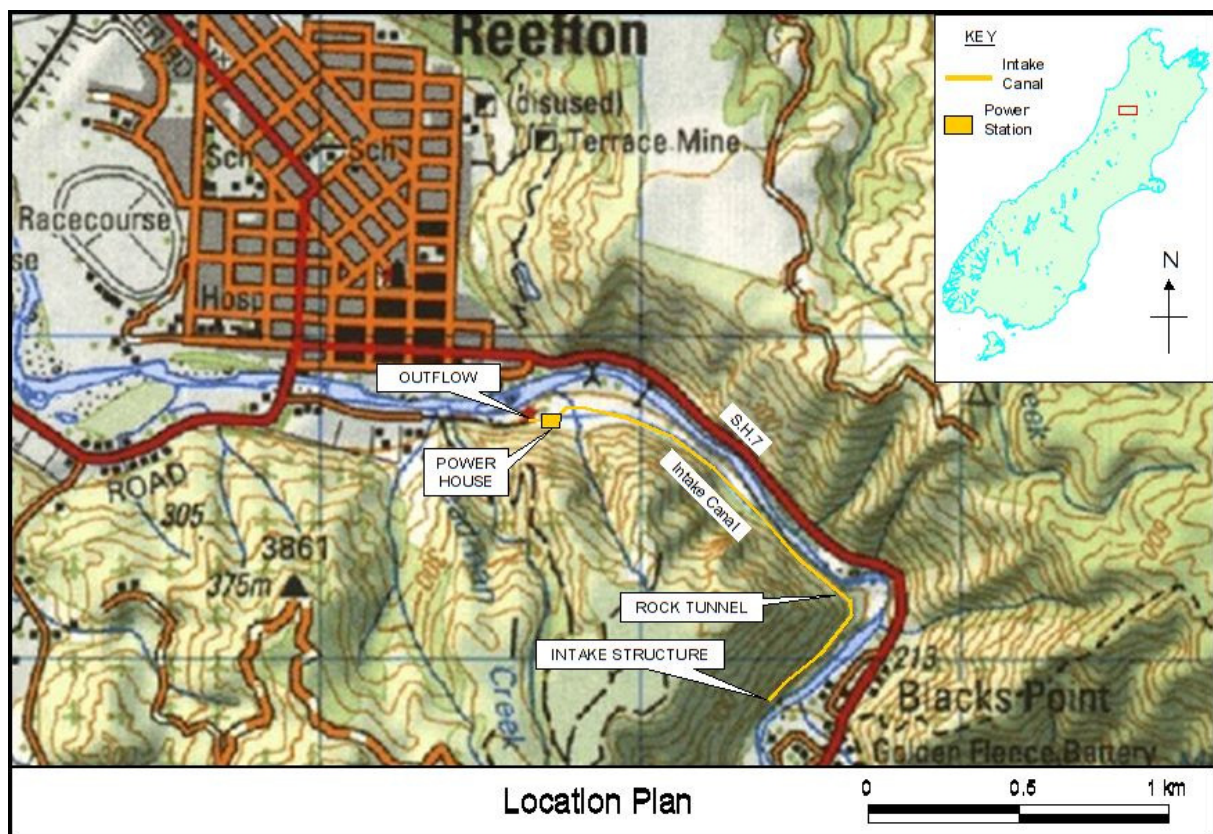 Reefton
KEY
Intake
Canal
Power
Station
N
(disused)
Terrace Mine
Sch
Sch
Racecourse
Hosp
300
OUTFLOW
POWER
HOUSE
S.H.7
Intake Canal
ROAD
305
3861
375m
300
Creek
ROCK TUNNEL
INTAKE STRUCTURE
213
Blacks Point
Golden Fleece Battery
Location Plan
0 0.5 1 km